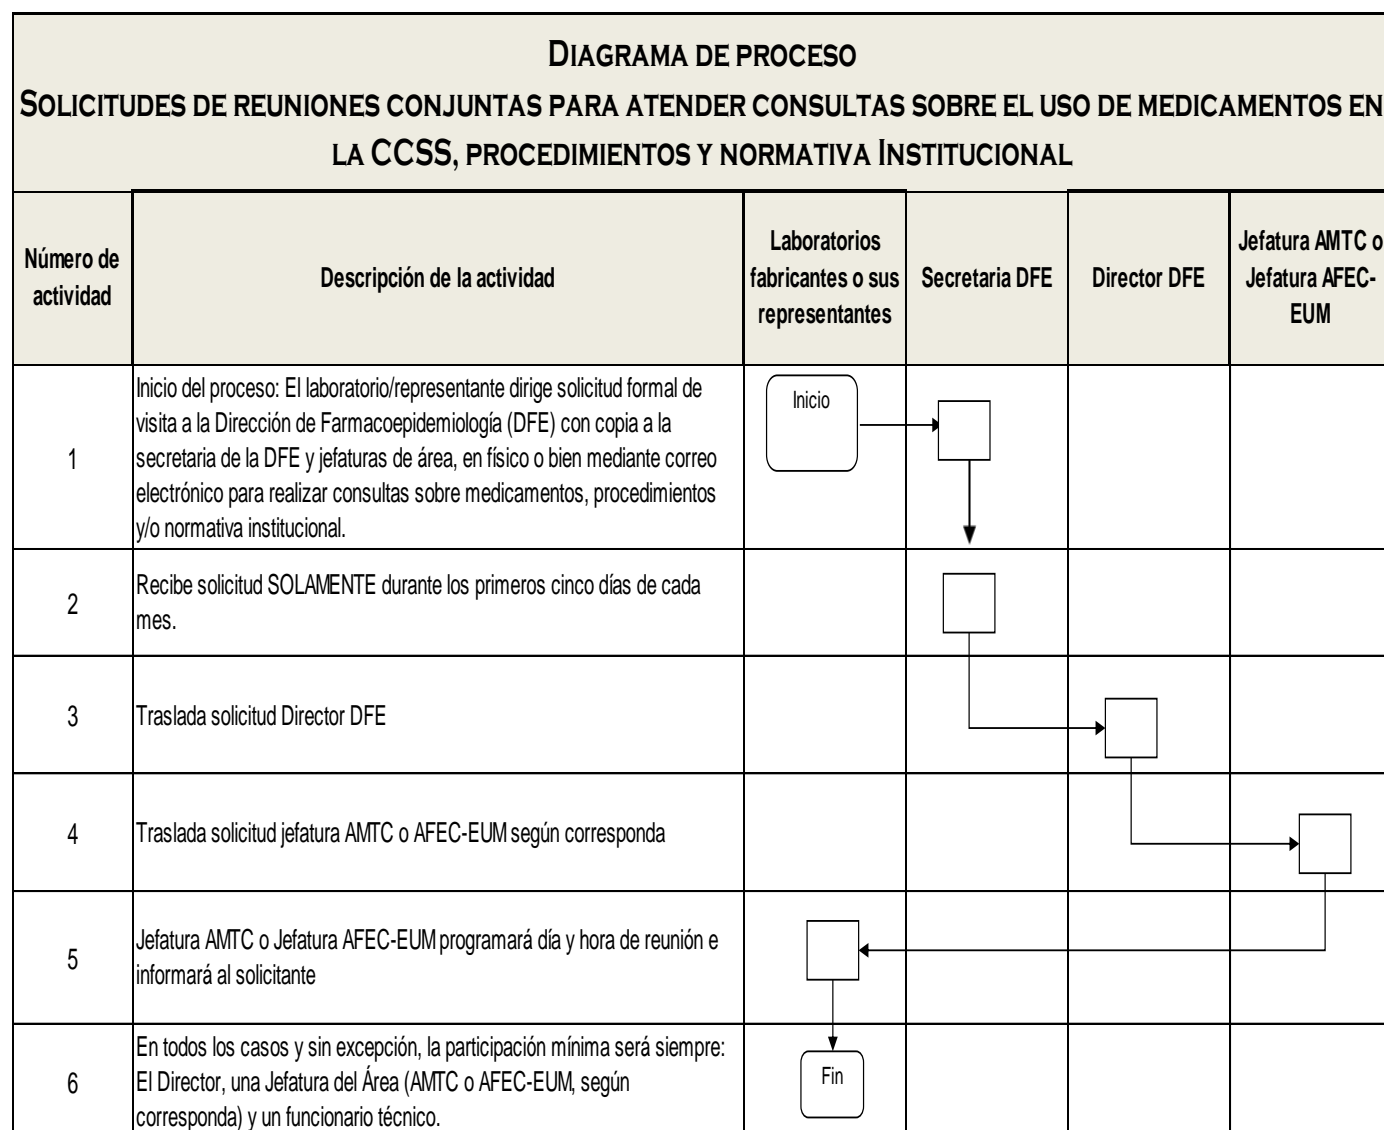 DIAGRAMA DE PROCESO
SOLICITUDES DE REUNIONES CONJUNTAS PARA ATENDER CONSULTAS SOBRE EL USO DE MEDICAMENTOS EN
LA CCSS, PROCEDIMIENTOS Y NORMATIVA INSTITUCIONAL
Número de
actividad
Descripción de la actividad
Laboratorios
fabricantes o sus
representantes
Secretaria DFE
Director DFE
Jefatura AMTC o
Jefatura AFEC-
EUM
1
Inicio del proceso: El laboratorio/representante dirige solicitud formal de
visita a la Dirección de Farmacoepidemiología (DFE) con copia a la
secretaria de la DFE y jefaturas de área, en físico o bien mediante correo
electrónico para realizar consultas sobre medicamentos, procedimientos
y/o normativa institucional.
Inicio
2
Recibe solicitud SOLAMENTE durante los primeros cinco días de cada
mes.
3
Traslada solicitud Director DFE
4
Traslada solicitud jefatura AMTC o AFEC-EUM según corresponda
5
Jefatura AMTC o Jefatura AFEC-EUM programará día y hora de reunión e
informará al solicitante
6
En todos los casos y sin excepción, la participación mínima será siempre:
El Director, una Jefatura del Área (AMTC o AFEC-EUM, según
corresponda) y un funcionario técnico.
Fin